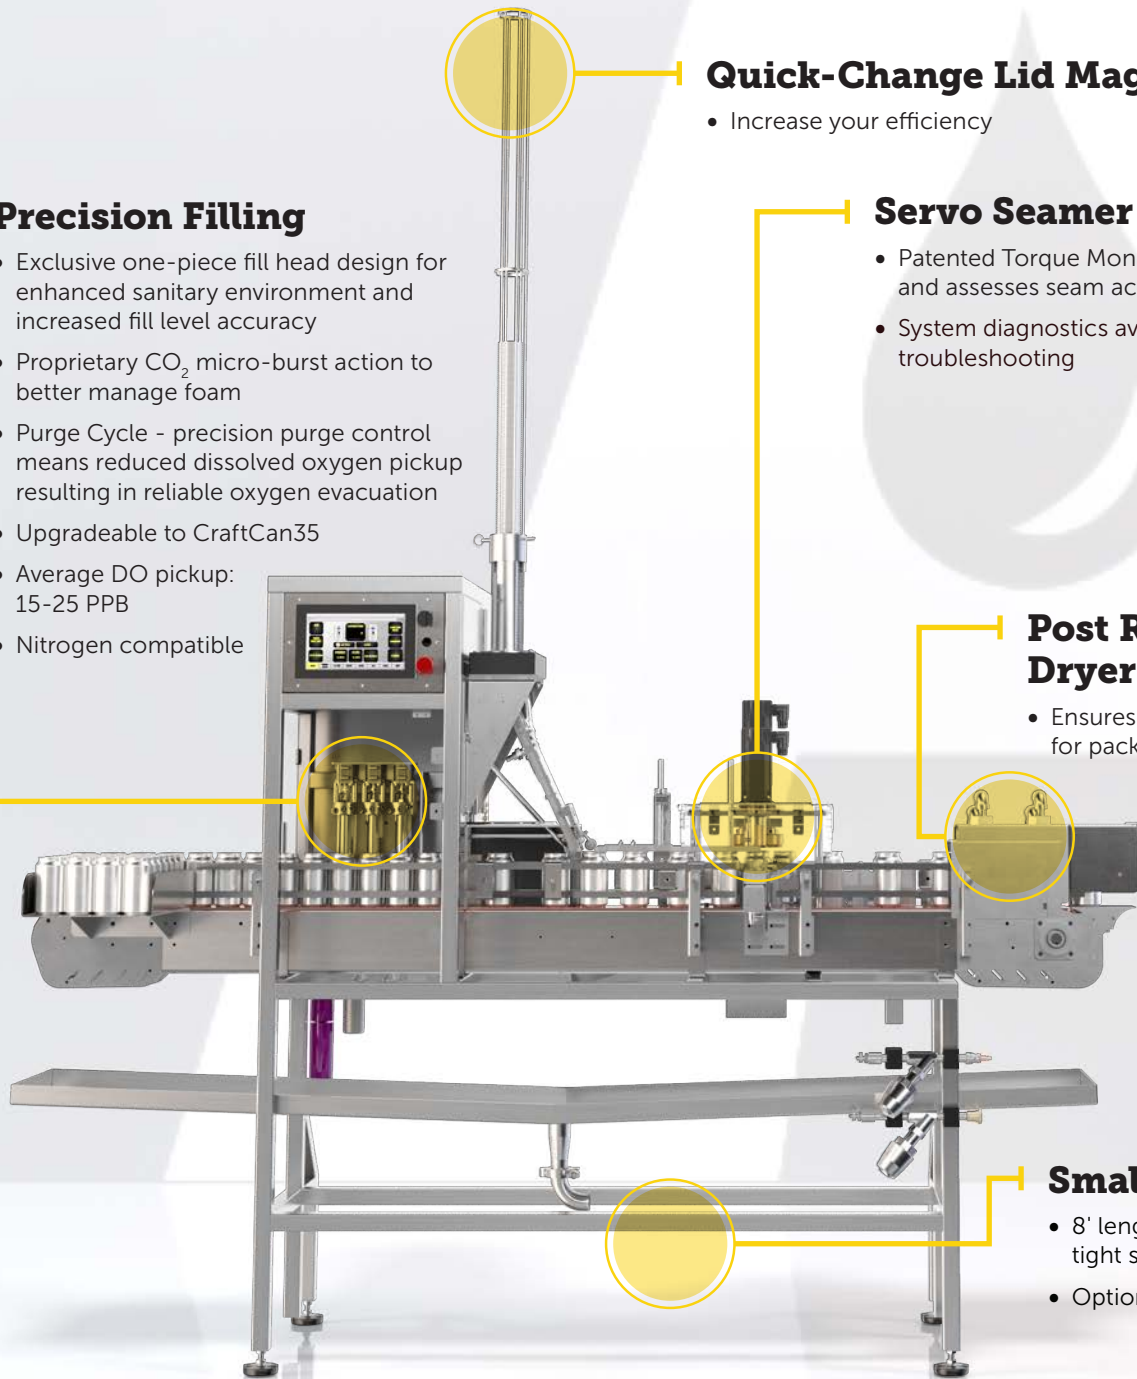 Quick-Change Lid Mag
• Increase your efficiency
Precision Filling
• Exclusive one-piece fill head design for
enhanced sanitary environment and
increased fill level accuracy
• Proprietary CO₂ micro-burst action to
better manage foam
• Purge Cycle - precision purge control
means reduced dissolved oxygen pickup
resulting in reliable oxygen evacuation
• Upgradeable to CraftCan35
• Average DO pickup:
15-25 PPB
• Nitrogen compatible
Servo Seamer
• Patented Torque Mon
and assesses seam ac
• System diagnostics av
troubleshooting
Post R
Dryer
• Ensures
for pack
Smal
• 8' leng
tight s
• Option